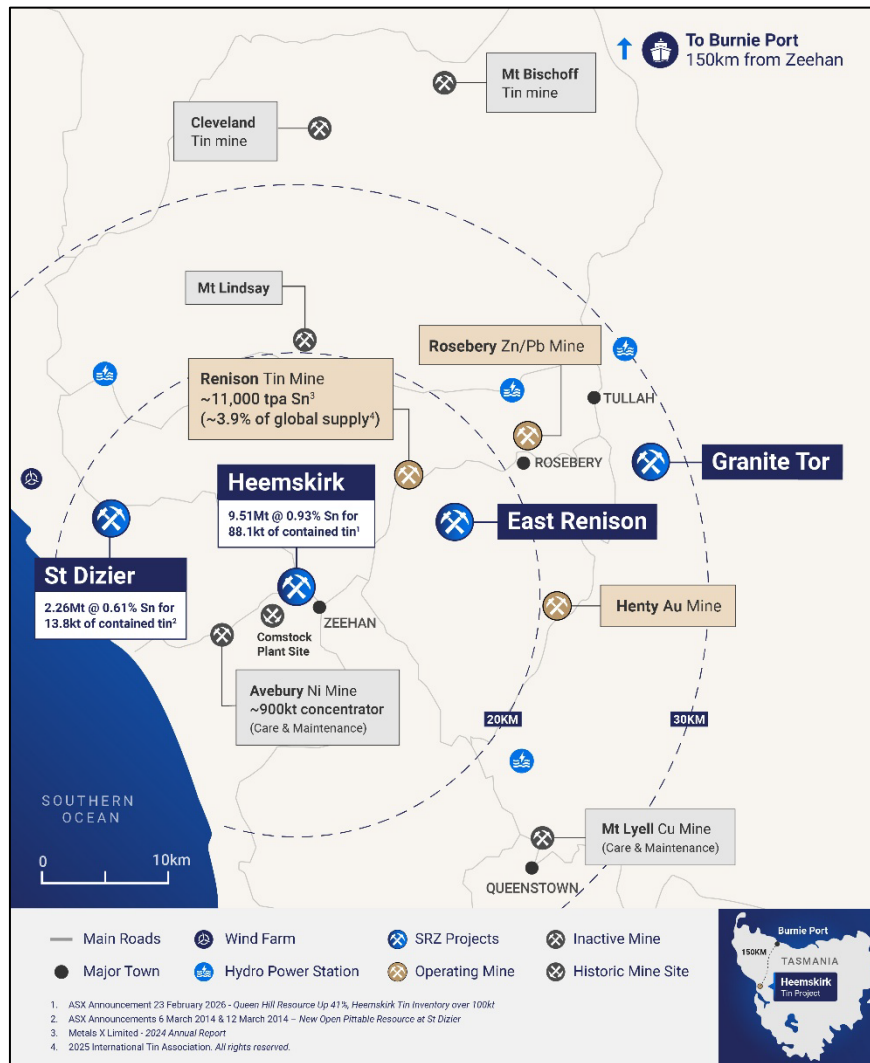 To Burnie Port
150km from Zeehan
Mt Bischoff
Tin mine
Cleveland
Tin mine
Mt Lindsay
Rosebery Zn/Pb Mine
Renison Tin Mine
~11,000 tpa Sn³
(~3.9% of global supply⁴)
TULLAH
ROSEBERY
Granite Tor
Heemskirk
9.51Mt @ 0.93% Sn for
88.1kt of contained tin¹
East Renison
St Dizier
2.26Mt @ 0.61% Sn for
13.8kt of contained tin²
ZEEHAN
Comstock
Plant Site
Henty Au Mine
Avebury Ni Mine
~900kt concentrator
(Care & Maintenance)
20KM
30KM
SOUTHERN
OCEAN
0 10km
Mt Lyell Cu Mine
(Care & Maintenance)
QUEENSTOWN
Main Roads
Wind Farm
SRZ Projects
Inactive Mine
Major Town
Hydro Power Station
Operating Mine
Historic Mine Site
Burnie Port
150KM
TASMANIA
Heemskirk
Tin Project
1. ASX Announcement 23 February 2026 - Queen Hill Resource Up 41%, Heemskirk Tin Inventory over 100kt
2. ASX Announcements 6 March 2014 & 12 March 2014 – New Open Pittable Resource at St Dizier
3. Metals X Limited - 2024 Annual Report
4. 2025 International Tin Association. All rights reserved.